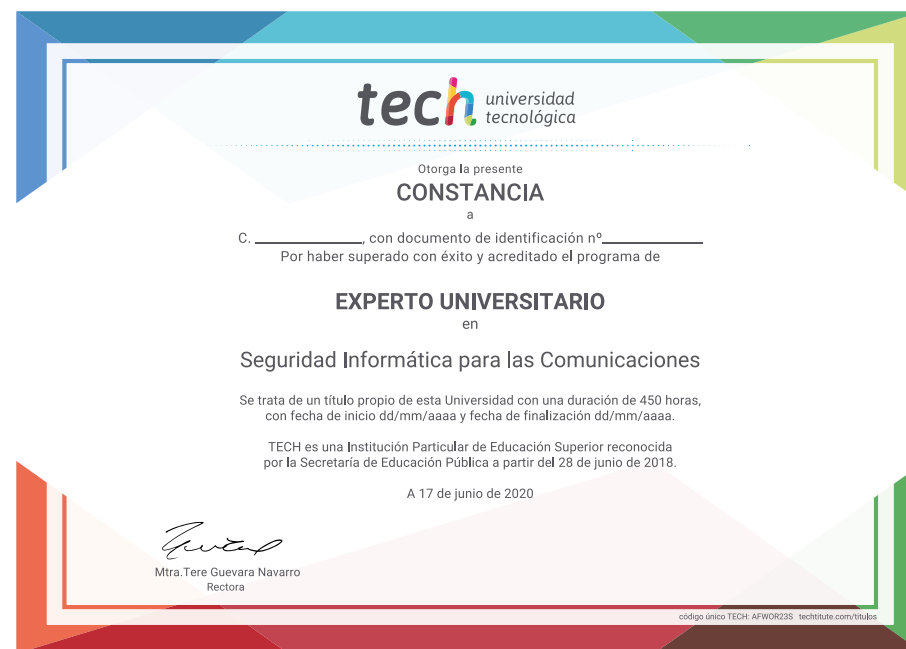 tech universidad
tecnológica
Otorga la presente
CONSTANCIA
a
C. ____________, con documento de identificación nº____________
Por haber superado con éxito y acreditado el programa de
EXPERTO UNIVERSITARIO
en
Seguridad Informática para las Comunicaciones
Se trata de un título propio de esta Universidad con una duración de 450 horas,
con fecha de inicio dd/mm/aaaa y fecha de finalización dd/mm/aaaa.
TECH es una Institución Particular de Educación Superior reconocida
por la Secretaría de Educación Pública a partir del 28 de junio de 2018.
A 17 de junio de 2020
Mtra.Tere Guevara Navarro
Rectora
código único TECH: AFWOR23S techtitute.com/titulos